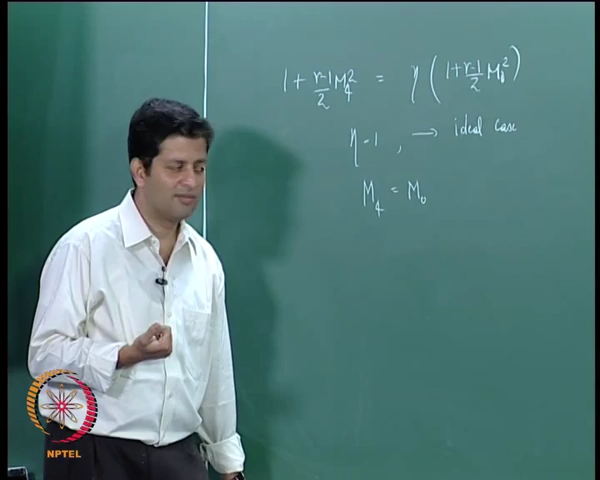 1 + γ-1/2 M₄² = η (1 + γ-1/2 M₀²)
η = 1, → ideal case
M₄ = M₀
NPTEL